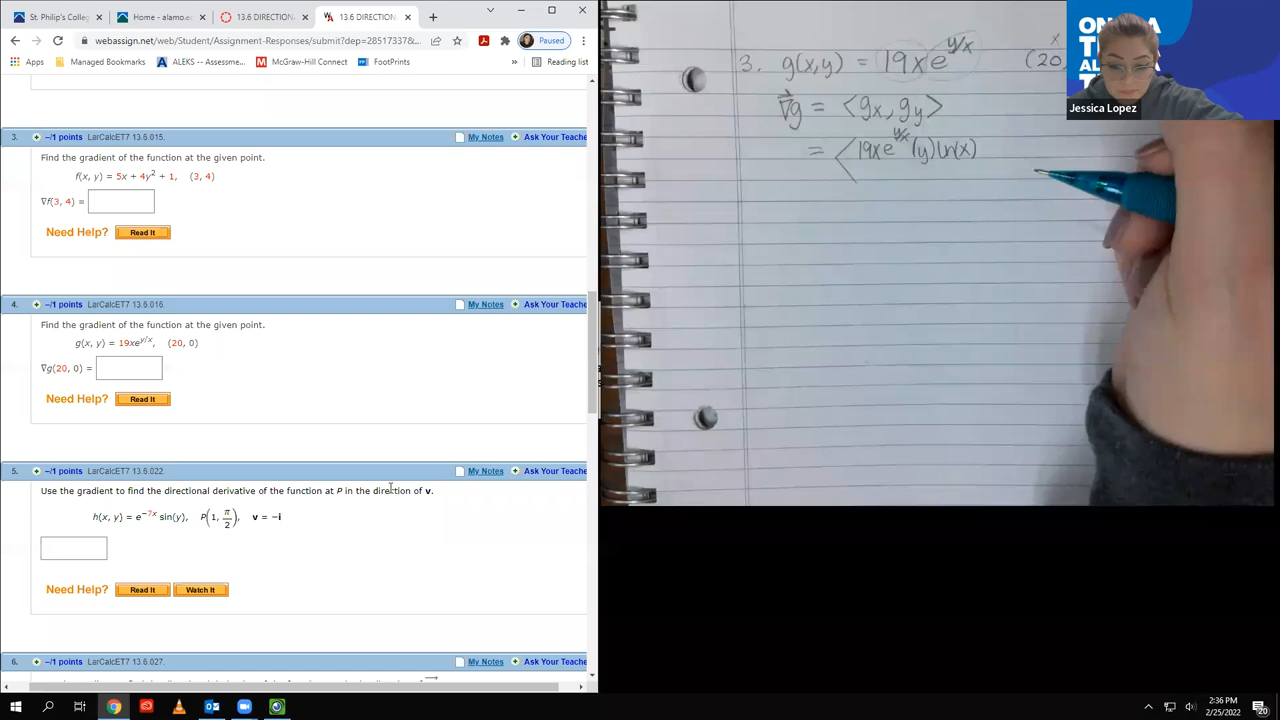 St. Philip's Colleg
Home - alamo.ed
13.6 DIRECTION
13.6 DIRECTION
webassign.net/web/Student/Assignment-Responses/submit?dep=28517337&...
Paused
Apps
Managed Bookmarks
ALEKS -- Assessme...
McGraw-Hill Connect
FootPrints
»
Reading list
3. –/1 points LarCalcET7 13.6.015.
My Notes
Ask Your Teache
Find the gradient of the function at the given point.
f(x, y) = 5x + 4y² + 1, (3, 4)
∇f(3, 4) =
Need Help? Read It
4. –/1 points LarCalcET7 13.6.016.
My Notes
Ask Your Teache
Find the gradient of the function at the given point.
g(x, y) = 19xe^{y/x}, (20, 0)
∇g(20, 0) =
Need Help? Read It
5. –/1 points LarCalcET7 13.6.022.
My Notes
Ask Your Teache
Use the gradient to find the directional derivative of the function at P in the direction of v.
h(x, y) = e^{−7x} sin(y), P(1, π/2), v = −i
Need Help? Read It Watch It
6. –/1 points LarCalcET7 13.6.027.
My Notes
Ask Your Teache
3. g(x,y) = 19xe^{y/x}
x
(20,
∇g = <gx, gy>
= <19xe^{y/x}(y)ln(x)
Jessica Lopez
2:36 PM
2/25/2022
20